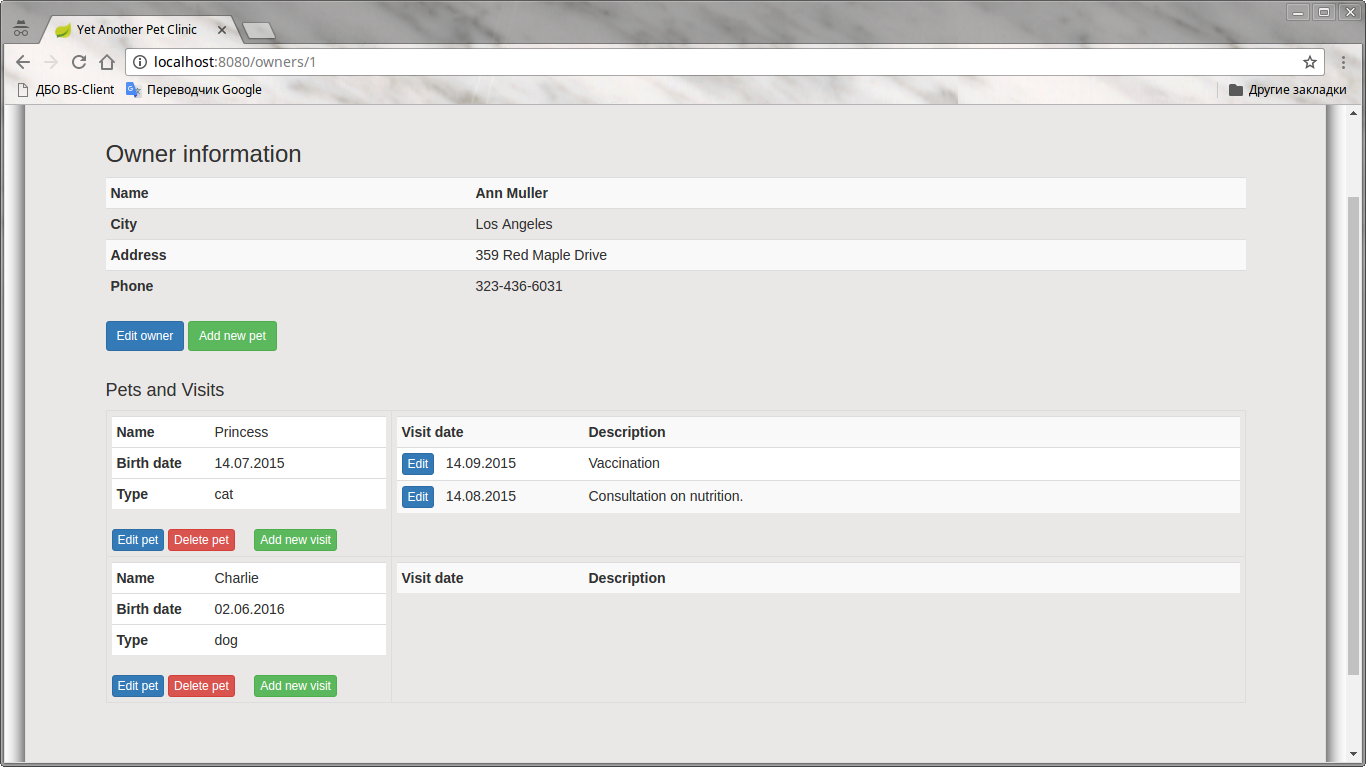 Yet Another Pet Clinic
localhost:8080/owners/1
ДБО BS-Client Переводчик Google Другие закладки
Owner information
Name Ann Muller
City Los Angeles
Address 359 Red Maple Drive
Phone 323-436-6031
Edit owner Add new pet
Pets and Visits
Name Princess Visit date Description
Birth date 14.07.2015 Edit 14.09.2015 Vaccination
Type cat Edit 14.08.2015 Consultation on nutrition.
Edit pet Delete pet Add new visit
Name Charlie Visit date Description
Birth date 02.06.2016
Type dog
Edit pet Delete pet Add new visit